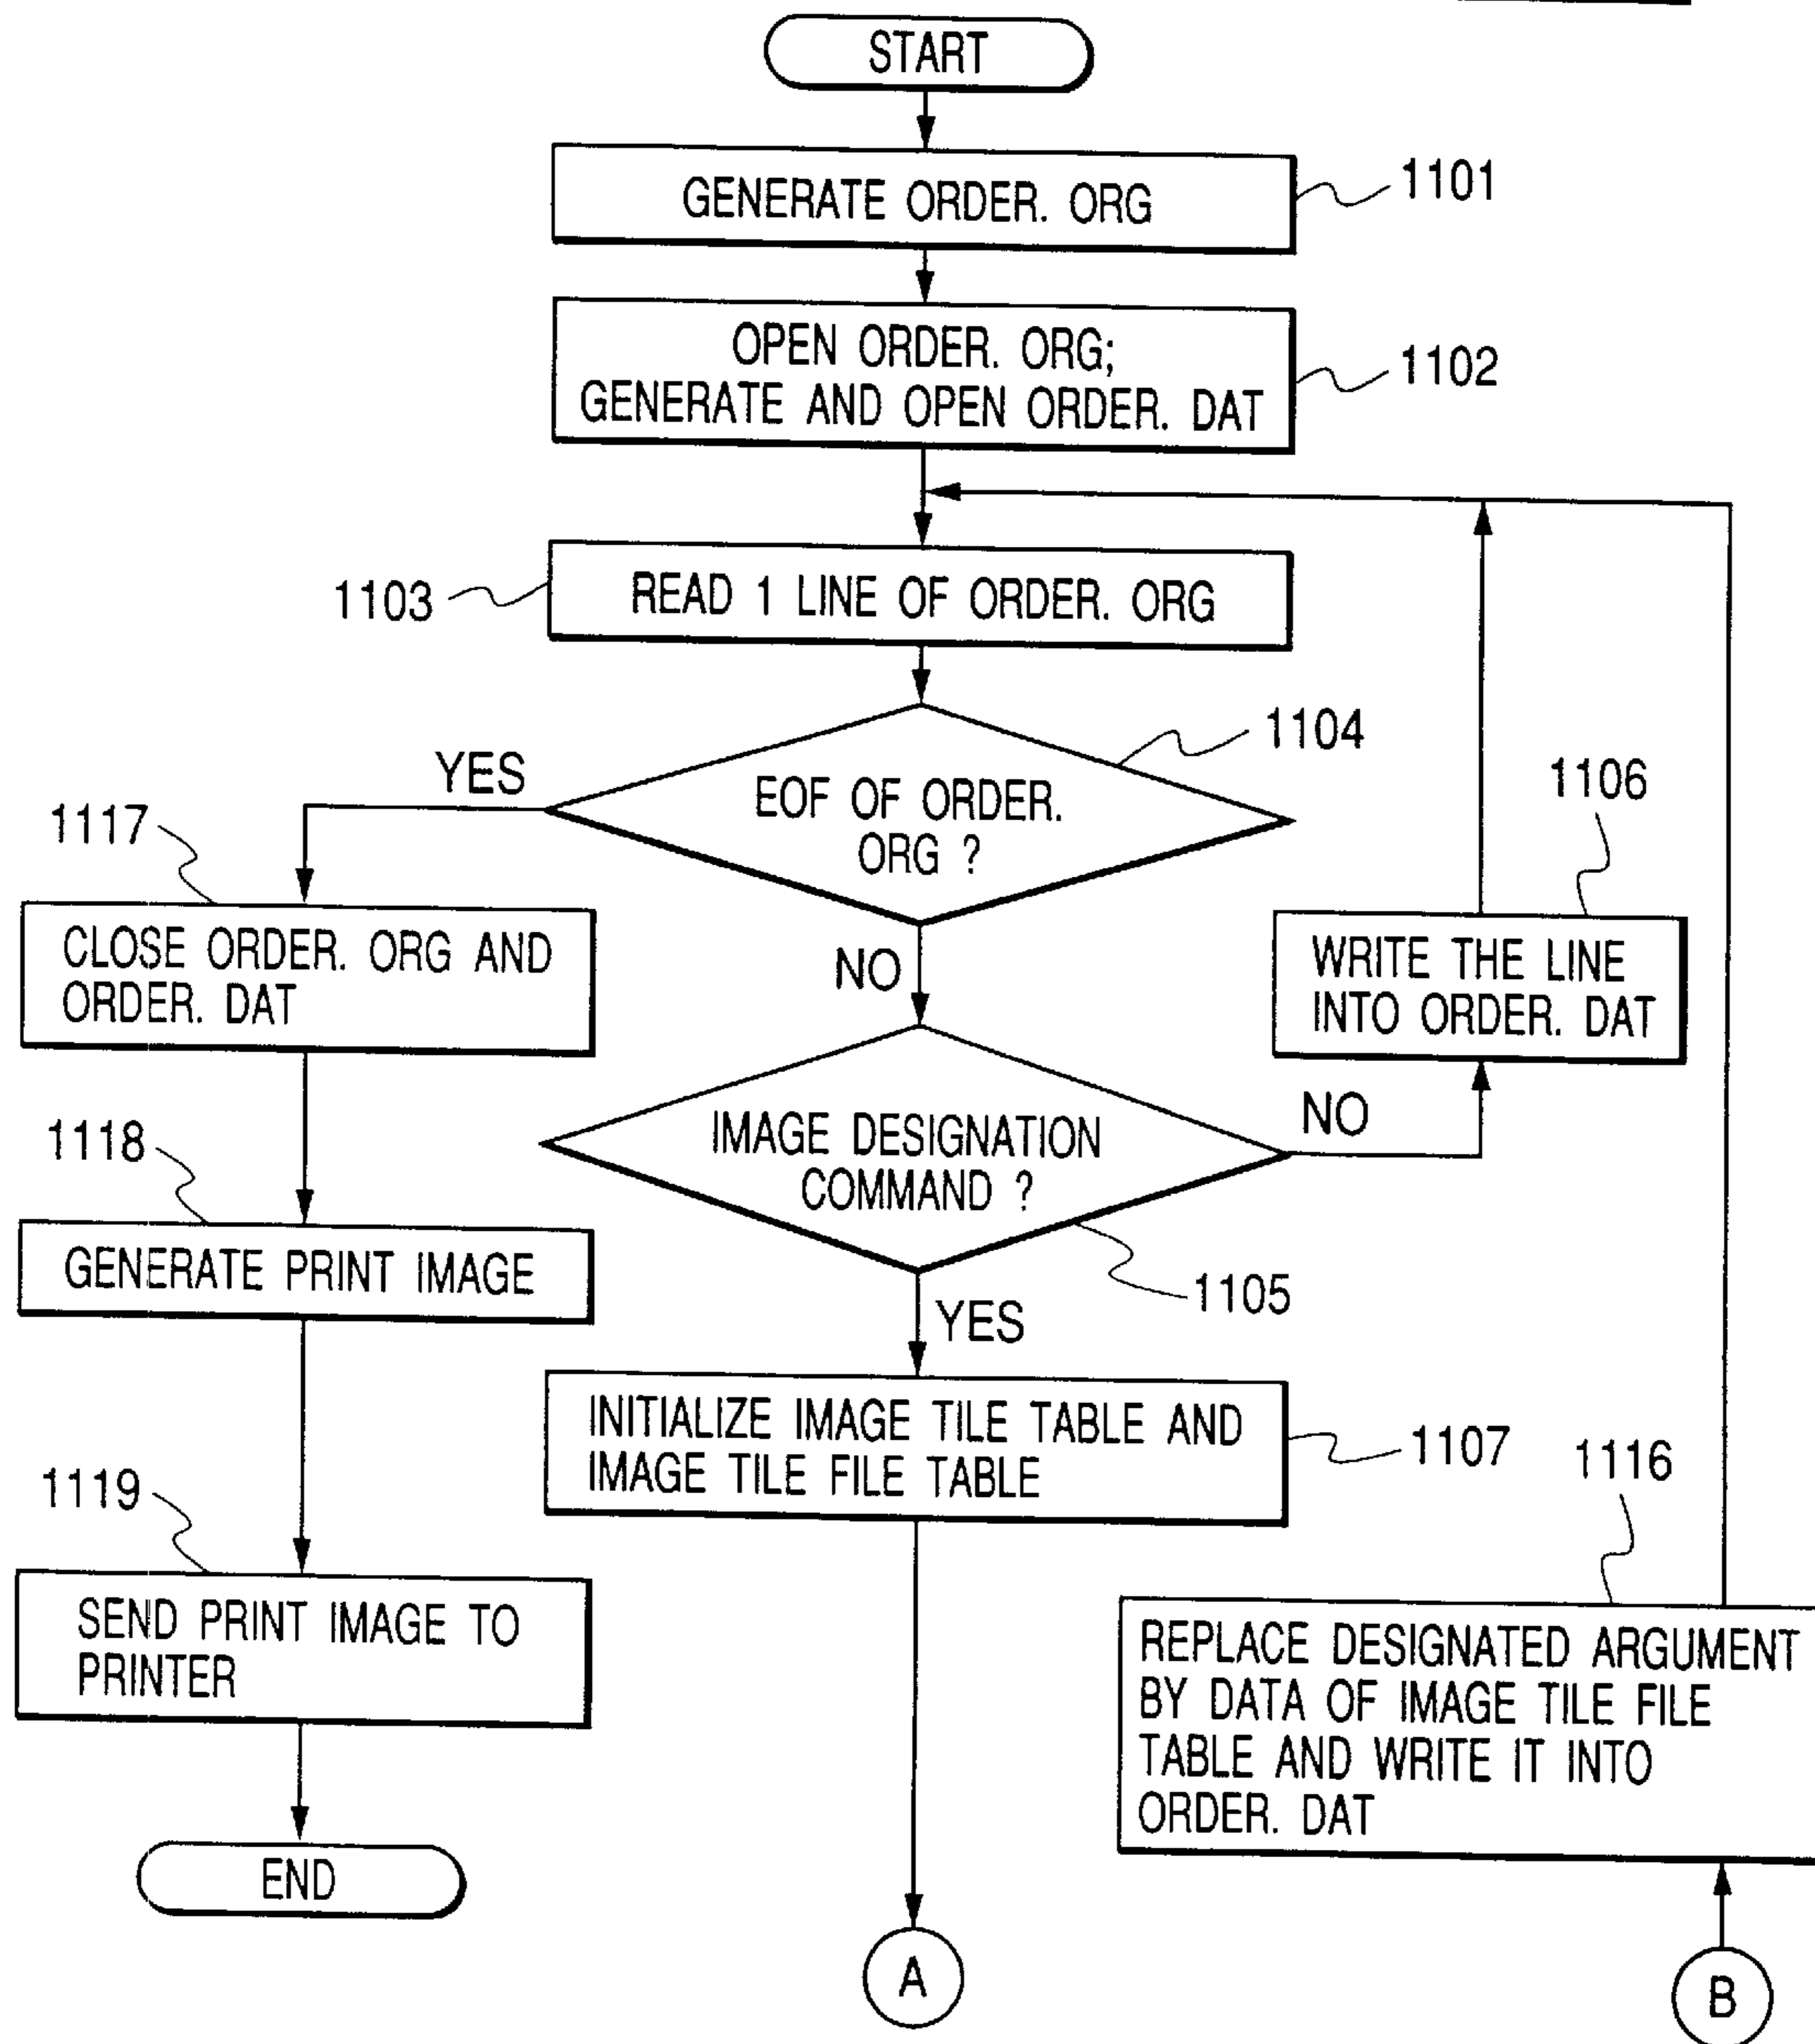 START
GENERATE ORDER. ORG
1101
OPEN ORDER. ORG;
GENERATE AND OPEN ORDER. DAT
1102
READ 1 LINE OF ORDER. ORG
1103
EOF OF ORDER.
ORG ?
1104
YES
NO
1117
CLOSE ORDER. ORG AND
ORDER. DAT
1106
WRITE THE LINE
INTO ORDER. DAT
IMAGE DESIGNATION
COMMAND ?
NO
1105
YES
1118
GENERATE PRINT IMAGE
INITIALIZE IMAGE TILE TABLE AND
IMAGE TILE FILE TABLE
1107
1119
SEND PRINT IMAGE TO
PRINTER
1116
REPLACE DESIGNATED ARGUMENT
BY DATA OF IMAGE TILE FILE
TABLE AND WRITE IT INTO
ORDER. DAT
END
A
B